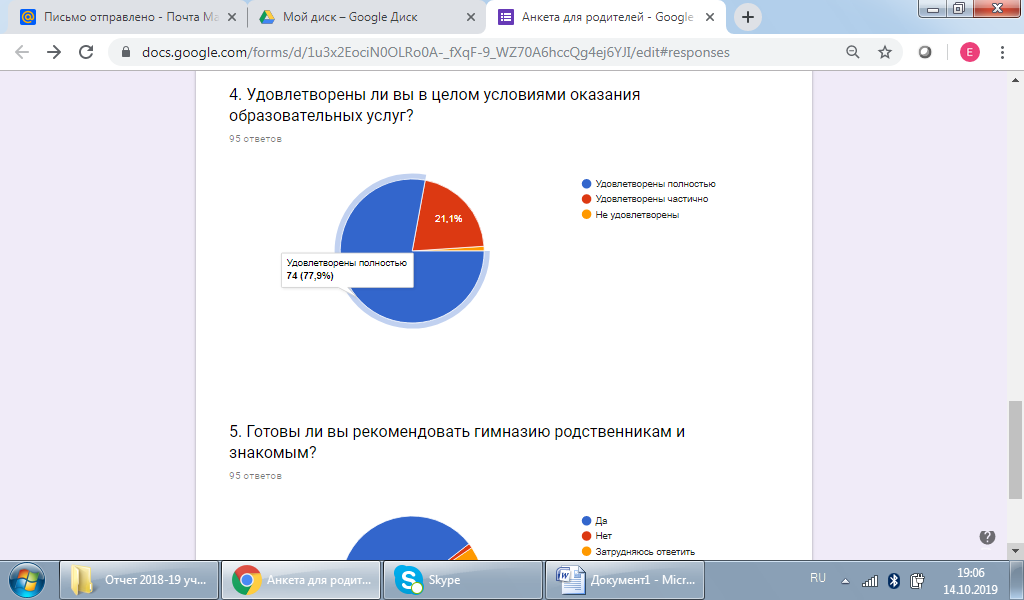 Письмо отправлено - Почта Ma
Мой диск – Google Диск
Анкета для родителей - Google
docs.google.com/forms/d/1u3x2EociN0OLRo0A-_fXqF-9_WZ70A6hccQg4ej6YJI/edit#responses
E
4. Удовлетворены ли вы в целом условиями оказания
образовательных услуг?
95 ответов
Удовлетворены полностью
Удовлетворены частично
Не удовлетворены
21,1%
Удовлетворены полностью
74 (77,9%)
5. Готовы ли вы рекомендовать гимназию родственникам и
знакомым?
95 ответов
Да
Нет
Затрудняюсь ответить
Отчет 2018-19 уч...
Анкета для родит...
Skype
Документ1 - Micr...
RU
19:06
14.10.2019